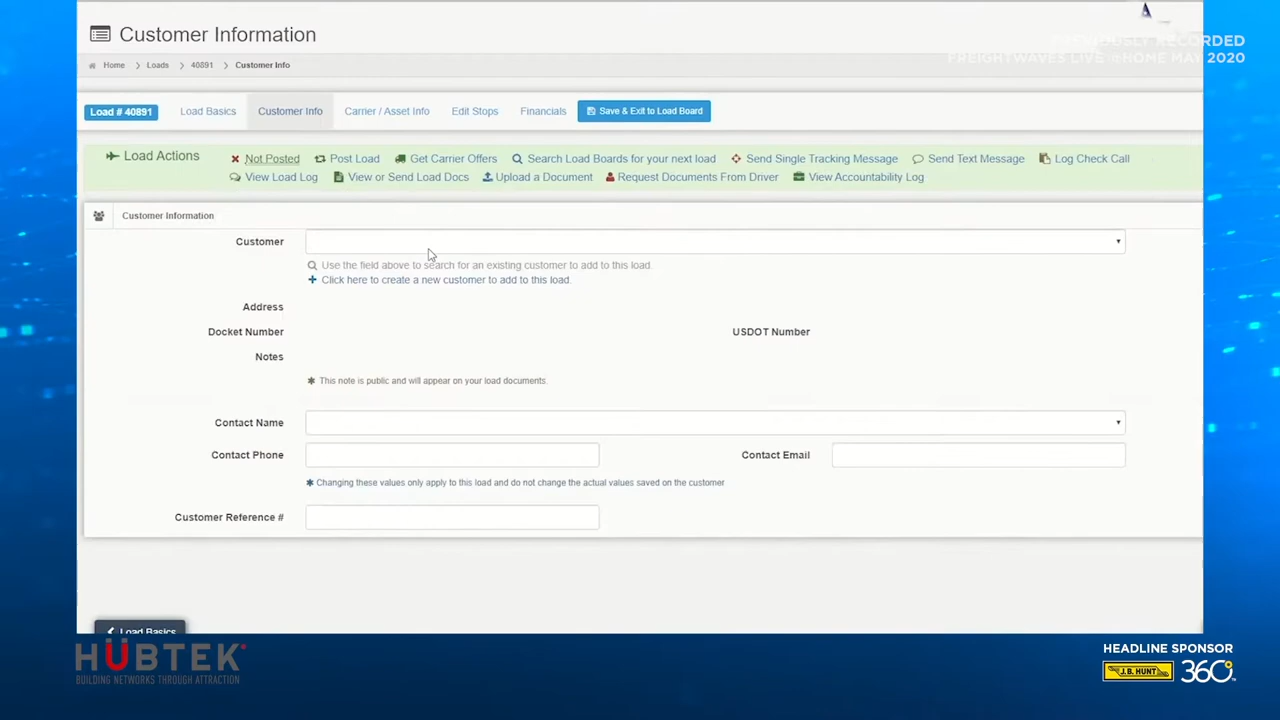 Customer Information
PREVIOUSLY RECORDED
FREIGHTWAVES LIVE @HOME MAY 2020
Home > Loads > 40891 > Customer Info
Load # 40891 Load Basics Customer Info Carrier / Asset Info Edit Stops Financials Save & Exit to Load Board
Load Actions Not Posted Post Load Get Carrier Offers Search Load Boards for your next load Send Single Tracking Message Send Text Message Log Check Call
View Load Log View or Send Load Docs Upload a Document Request Documents From Driver View Accountability Log
Customer Information
Customer
Use the field above to search for an existing customer to add to this load.
Click here to create a new customer to add to this load.
Address
Docket Number USDOT Number
Notes
This note is public and will appear on your load documents.
Contact Name
Contact Phone Contact Email
Changing these values only apply to this load and do not change the actual values saved on the customer
Customer Reference #
Load Basics
HÜBTEK
BUILDING NETWORKS THROUGH ATTRACTION
HEADLINE SPONSOR
J.B. HUNT 360°